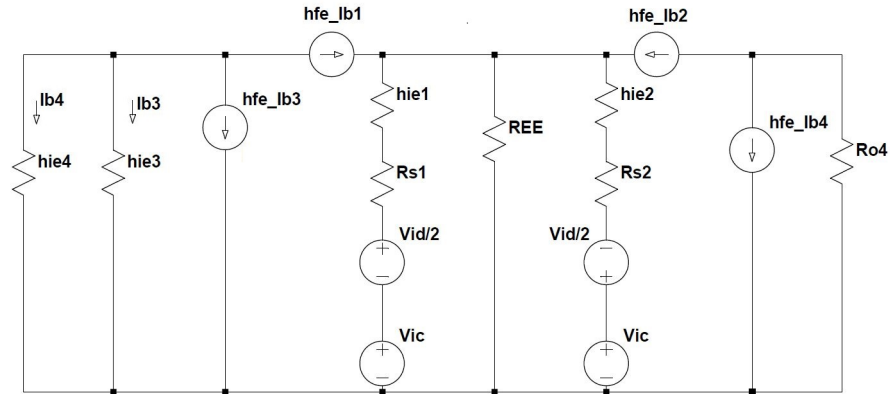 hfe_Ib1
hfe_Ib2
Ib4
Ib3
hfe_Ib3
hie1
REE
hie2
hfe_Ib4
hie4
hie3
Rs1
Rs2
Ro4
Vid/2
Vid/2
Vic
Vic